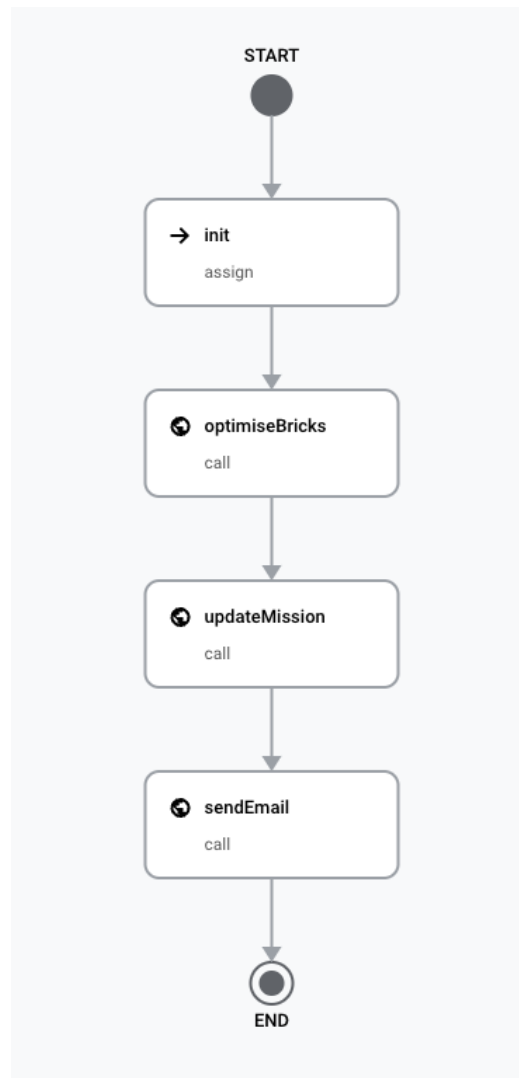 START
init
assign
optimiseBricks
call
updateMission
call
sendEmail
call
END